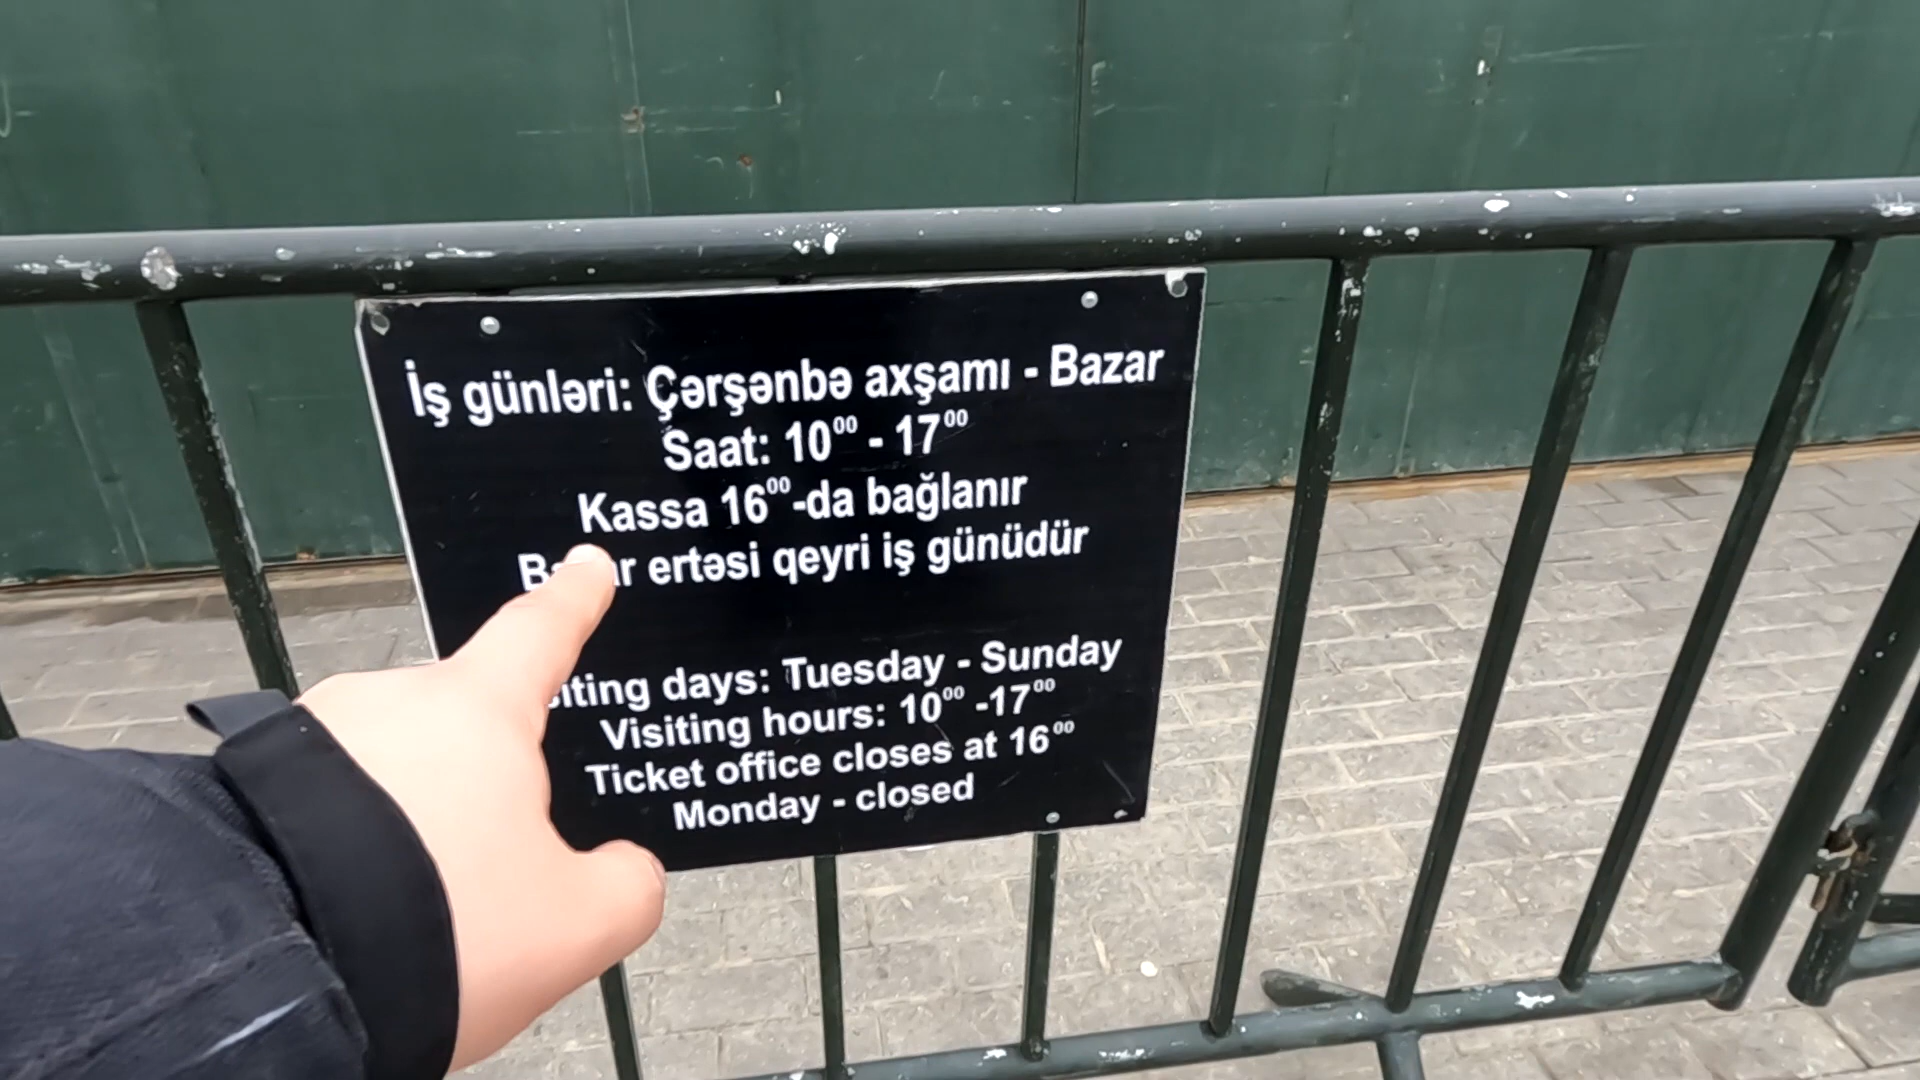 İş günləri: Çərşənbə axşamı - Bazar
Saat: 10⁰⁰ - 17⁰⁰
Kassa 16⁰⁰-da bağlanır
ertəsi qeyri iş günüdür
days: Tuesday - Sunday
Visiting hours: 10⁰⁰ -17⁰⁰
Ticket office closes at 16⁰⁰
Monday - closed